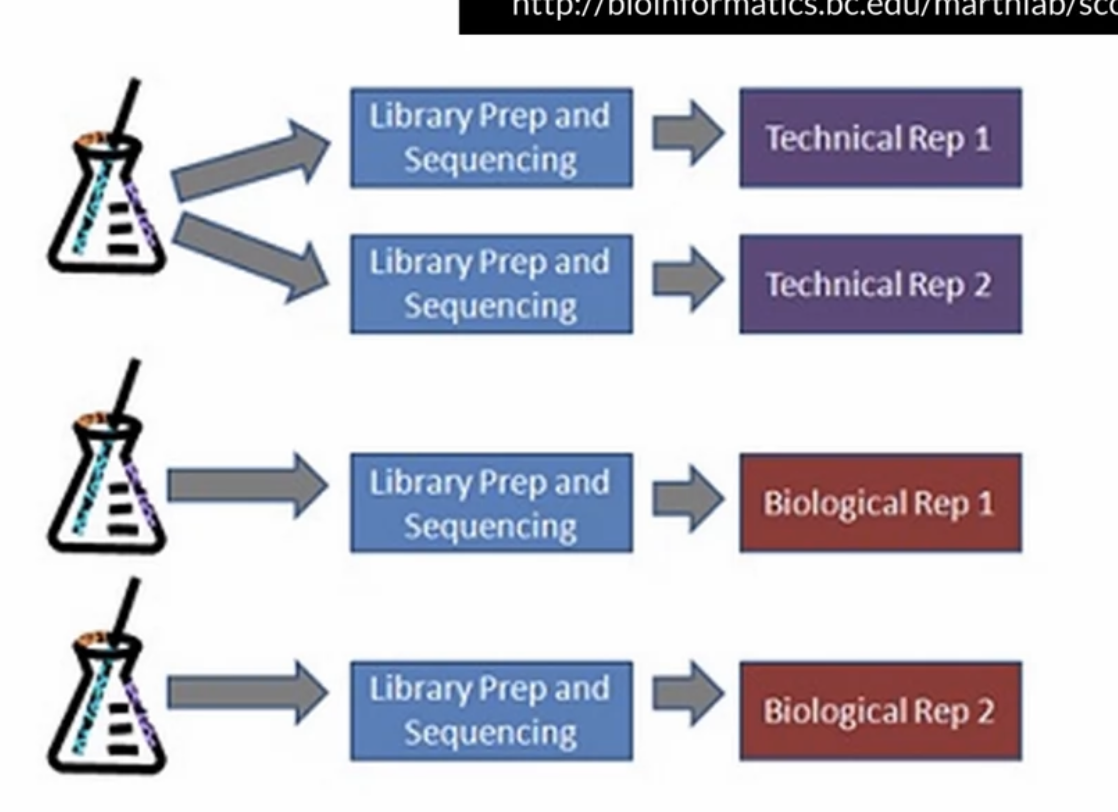 http://bioinformatics.bc.edu/marthlab/sc
Library Prep and
Sequencing
Technical Rep 1
Library Prep and
Sequencing
Technical Rep 2
Library Prep and
Sequencing
Biological Rep 1
Library Prep and
Sequencing
Biological Rep 2